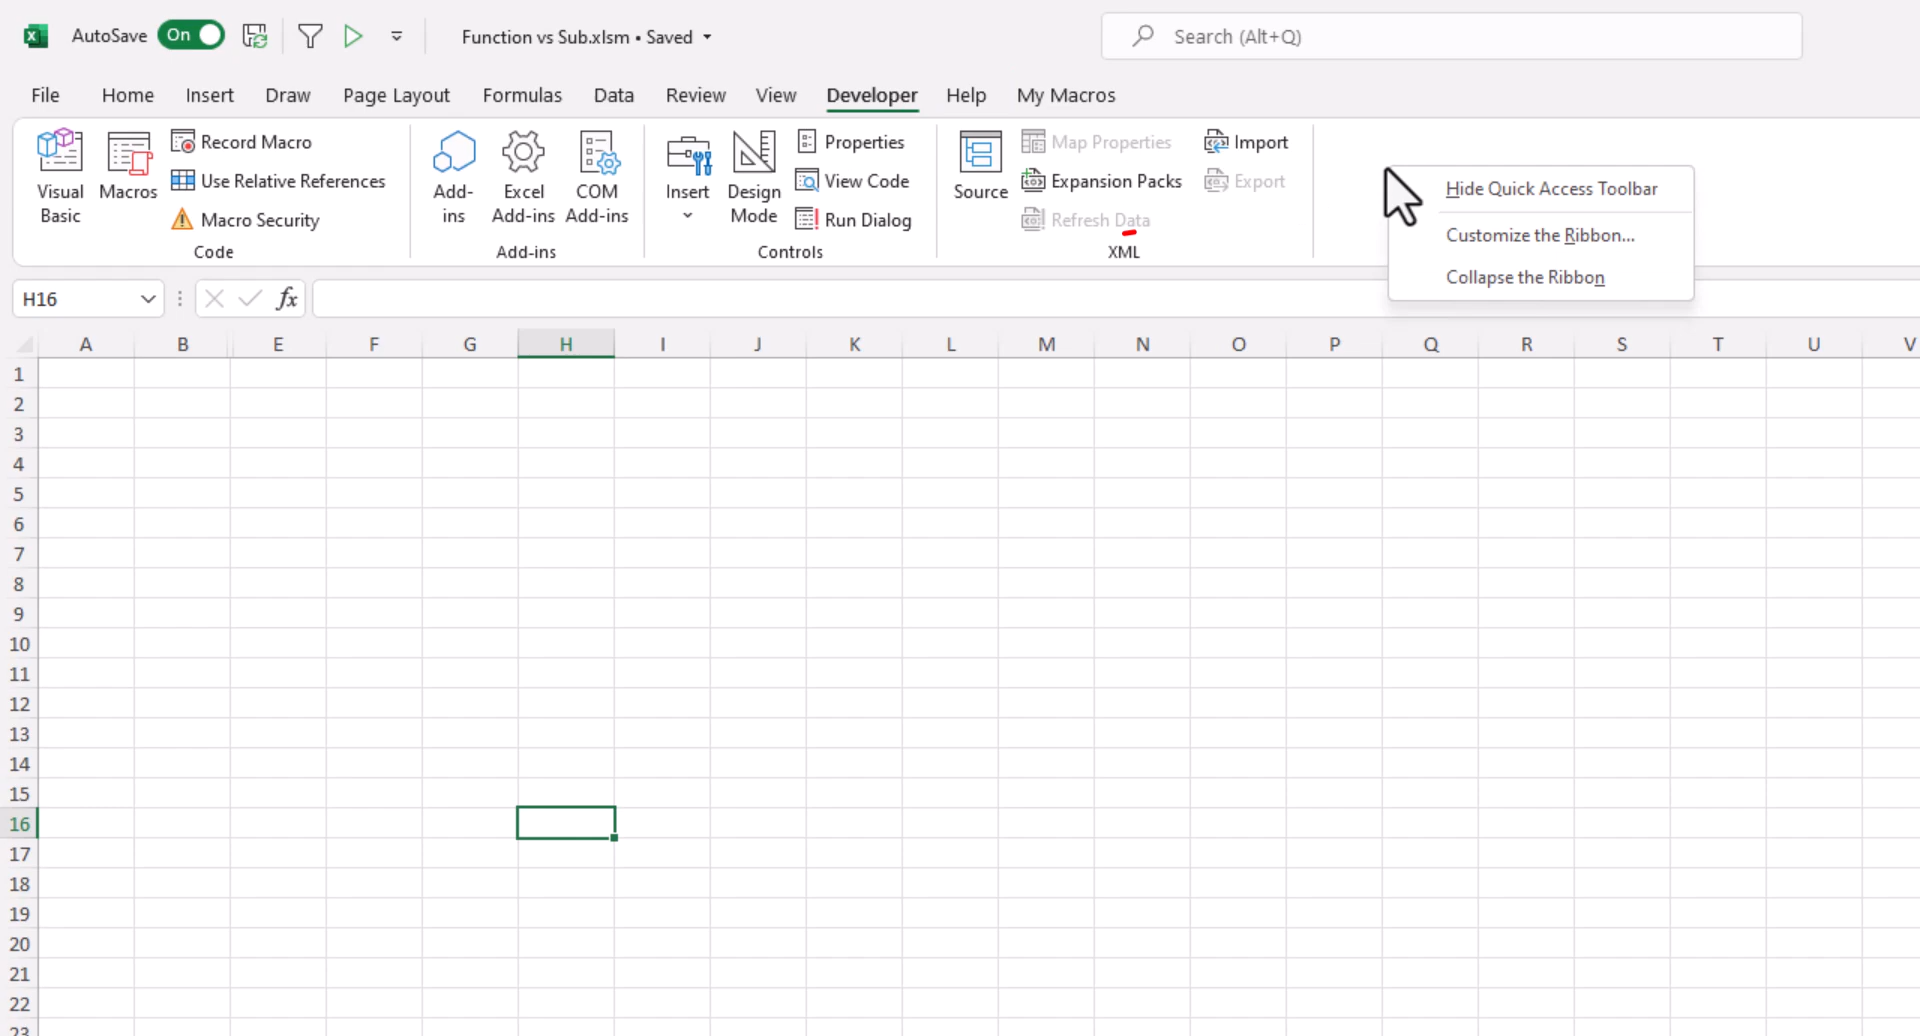 AutoSave On Function vs Sub.xlsm • Saved Search (Alt+Q)
File Home Insert Draw Page Layout Formulas Data Review View Developer Help My Macros
Visual Basic
Macros
Record Macro
Use Relative References
Macro Security
Code
Add-ins
Excel Add-ins
COM Add-ins
Add-ins
Insert
Design Mode
Properties
View Code
Run Dialog
Controls
Source
Map Properties
Expansion Packs
Refresh Data
Import
Export
XML
Hide Quick Access Toolbar
Customize the Ribbon...
Collapse the Ribbon
H16 fx
A B E F G H I J K L M N O P Q R S T U V
1
2
3
4
5
6
7
8
9
10
11
12
13
14
15
16
17
18
19
20
21
22
23